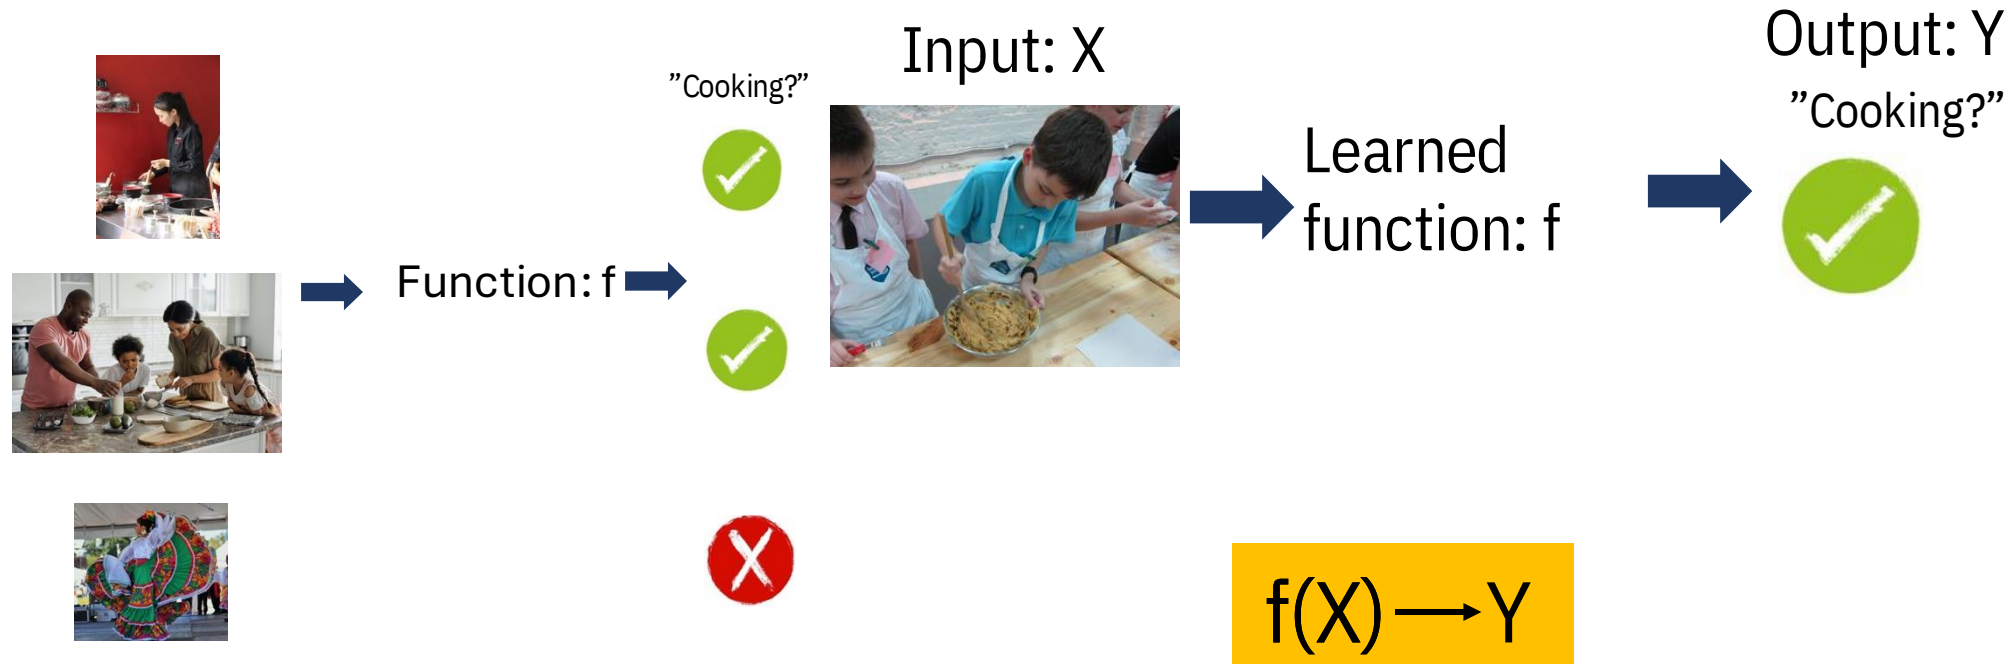 ”Cooking?”
Function: f
Input: X
Learned
function: f
Output: Y
”Cooking?”
f(X) → Y